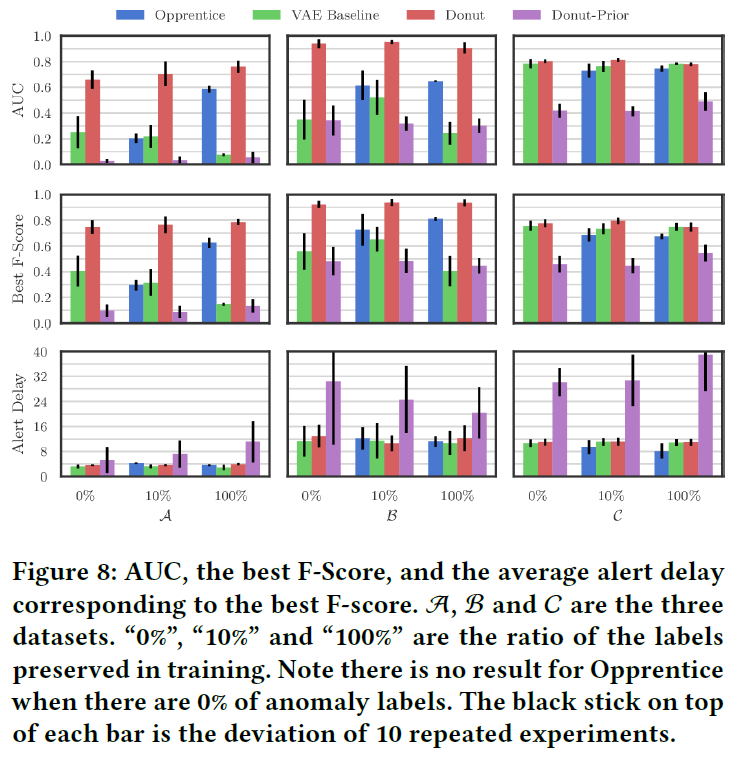 Opprentice VAE Baseline Donut Donut-Prior
AUC
1.0
0.8
0.6
0.4
0.2
0.0
Best F-Score
1.0
0.8
0.6
0.4
0.2
0.0
Alert Delay
40
32
24
16
8
0
0% 10% 100% 0% 10% 100% 0% 10% 100%
𝒜 ℬ 𝒞
Figure 8: AUC, the best F-Score, and the average alert delay
corresponding to the best F-score. 𝒜, ℬ and 𝒞 are the three
datasets. “0%”, “10%” and “100%” are the ratio of the labels
preserved in training. Note there is no result for Opprentice
when there are 0% of anomaly labels. The black stick on top
of each bar is the deviation of 10 repeated experiments.